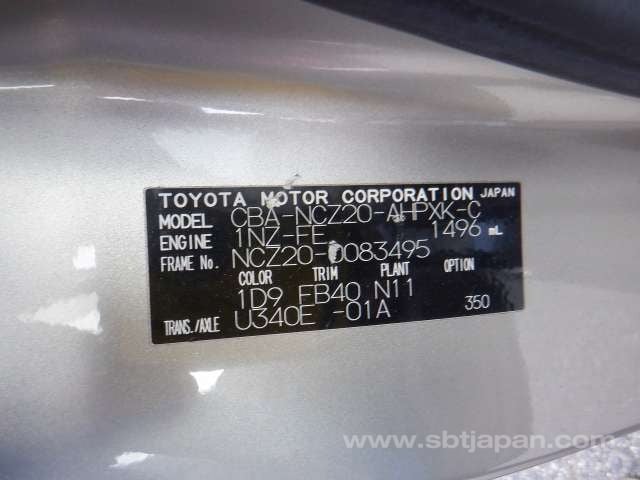 TOYOTA MOTOR CORPORATION JAPAN
MODEL CBA-NCZ20-AHPXK-C
ENGINE 1NZ-FE 1496 mL
FRAME No. NCZ20-0083495
COLOR TRIM PLANT OPTION
1D9 FB40 N11
TRANS./AXLE U340E -01A 350
www.sbtjapan.com